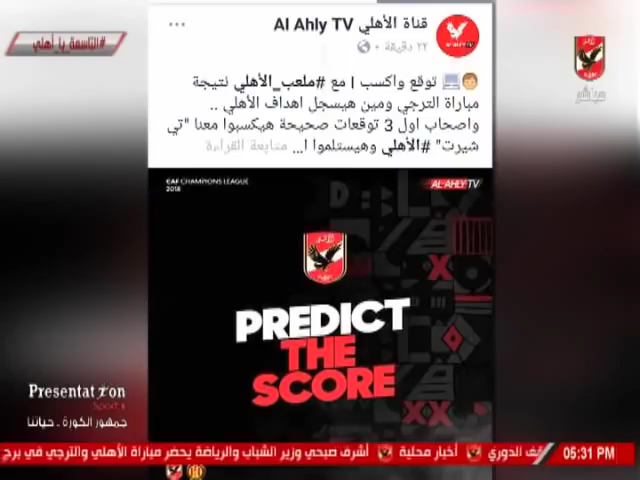 #التاسعة_يا_أهلي
قناة الأهلي Al Ahly TV
٢٢ دقيقة
توقع واكسب | مع #ملعب_الأهلي نتيجة
مباراة الترجي ومين هيسجل اهداف الأهلي ..
واصحاب اول 3 توقعات صحيحة هيكسبوا معنا "تي
شيرت" #الأهلي وهيستلموا ا... متابعة القراءة
مباشر
CAF CHAMPIONS LEAGUE
2018
AL AHLY TV
PREDICT
THE
SCORE
Presentation
Sports
جمهور الكورة .. حياتنا
الدوري أخبار محلية أشرف صبحي وزير الشباب والرياضة يحضر مباراة الأهلي والترجي في برج
05:31 PM